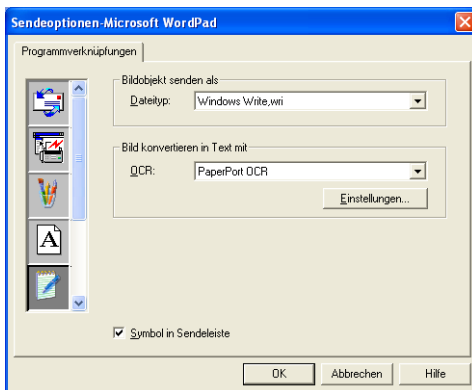 Sendeoptionen-Microsoft WordPad
Programmverknüpfungen
Bildobjekt senden als
Dateityp: Windows Write,wri
Bild konvertieren in Text mit
OCR: PaperPort OCR
Einstellungen...
A
Symbol in Sendeleiste
OK Abbrechen Hilfe